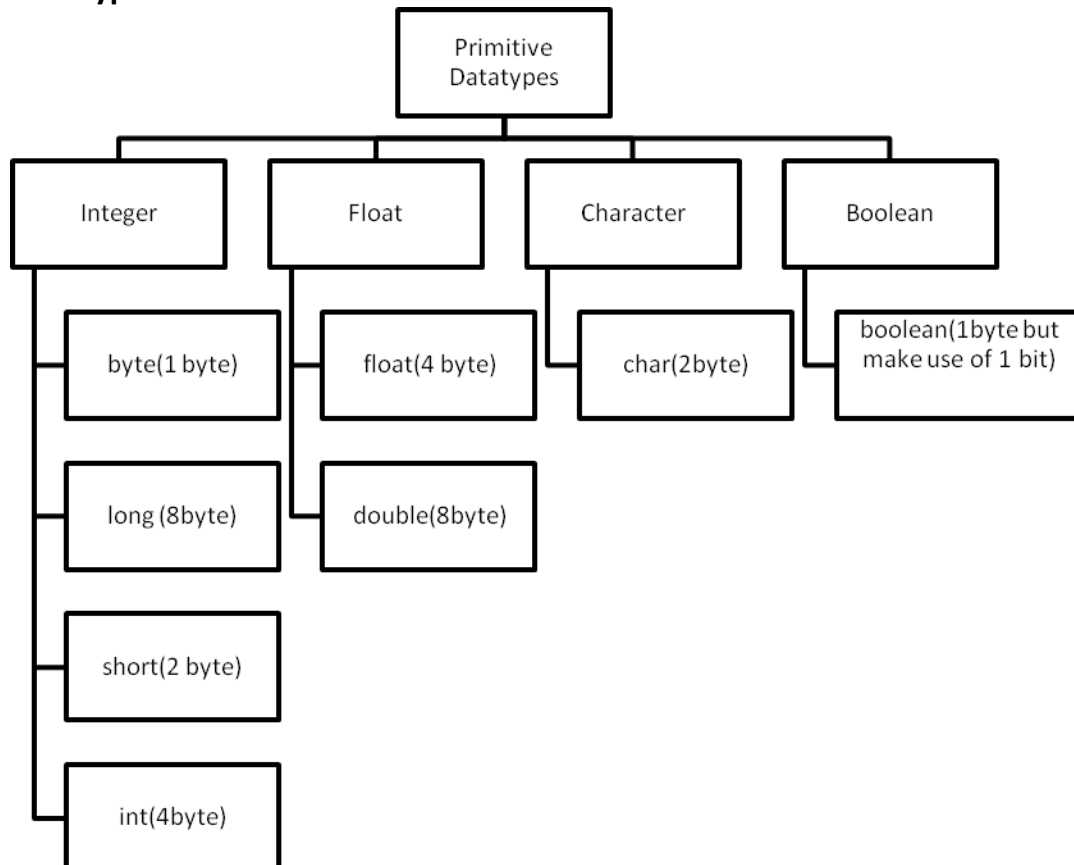 Primitive
Datatypes
Integer
Float
Character
Boolean
byte(1 byte)
float(4 byte)
char(2byte)
boolean(1byte but
make use of 1 bit)
long (8byte)
double(8byte)
short(2 byte)
int(4byte)